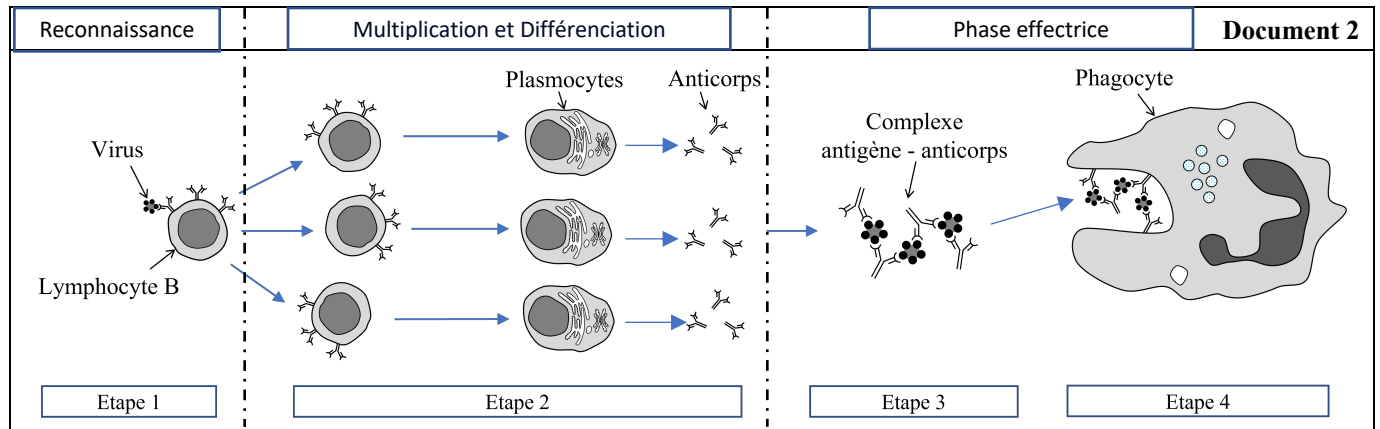 Reconnaissance
Multiplication et Différenciation
Phase effectrice
Document 2
Virus
Lymphocyte B
Plasmocytes
Anticorps
Complexe
antigène - anticorps
Phagocyte
Etape 1
Etape 2
Etape 3
Etape 4